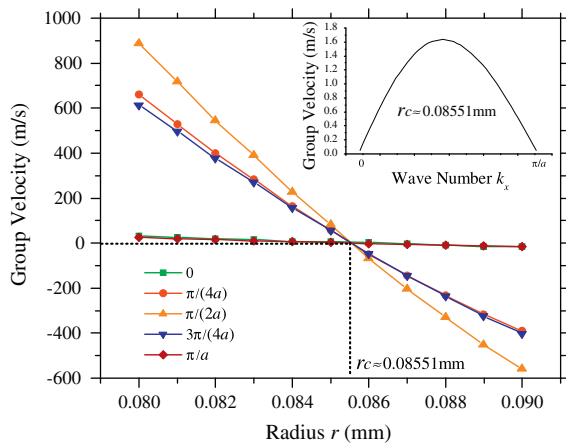 1000
800
600
400
200
0
-200
-400
-600
Group Velocity (m/s)
0.080
0.082
0.084
0.086
0.088
0.090
Radius r (mm)
0
π/(4a)
π/(2a)
3π/(4a)
π/a
rc≈0.08551mm
1.8
1.6
1.4
1.2
1.0
0.8
0.6
0.4
0.2
0.0
Group Velocity (m/s)
rc≈0.08551mm
0
π/a
Wave Number kx